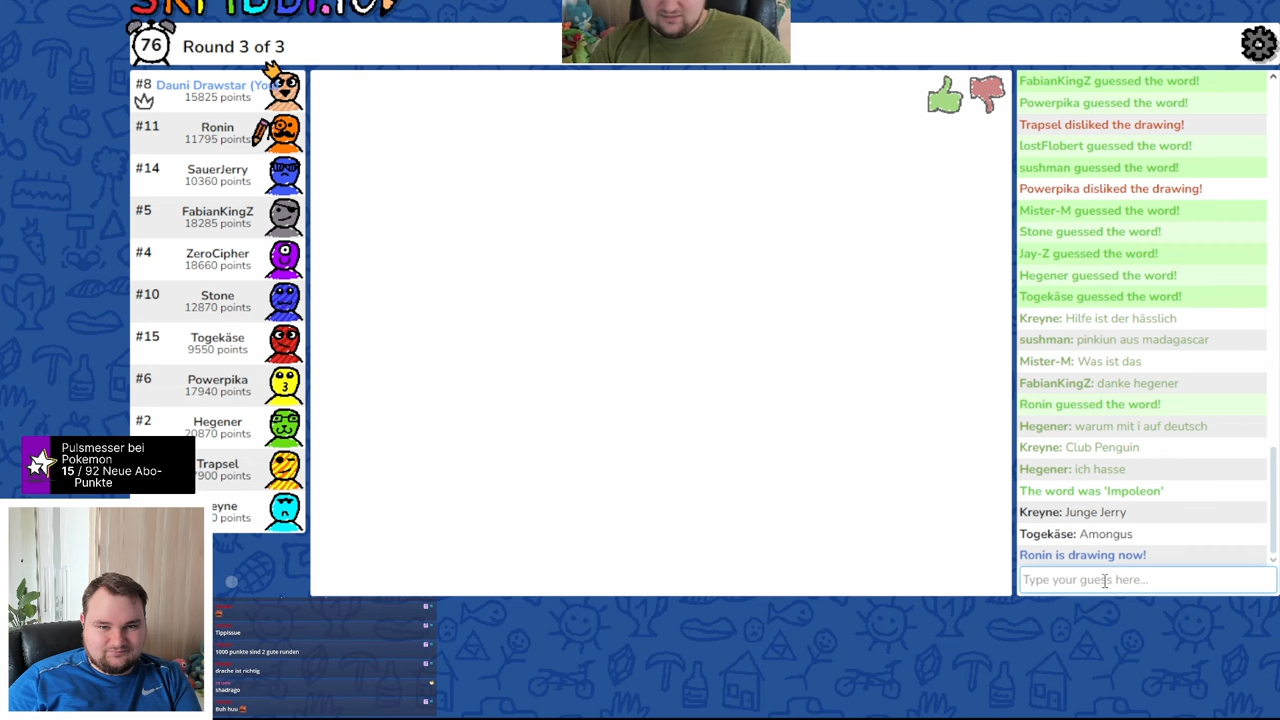 SKRIBBL.IO
76
Round 3 of 3
#8 Dauni Drawstar (You
15825 points
#11 Ronin
11795 points
#14 SauerJerry
10360 points
#5 FabianKingZ
18285 points
#4 ZeroCipher
18660 points
#10 Stone
12870 points
#15 Togekäse
9550 points
#6 Powerpika
17940 points
#2 Hegener
20870 points
Trapsel
7900 points
eyne
0 points
Pulsmesser bei
Pokemon
15 / 92 Neue Abo-
Punkte
FabianKingZ guessed the word!
Powerpika guessed the word!
Trapsel disliked the drawing!
lostFlobert guessed the word!
sushman guessed the word!
Powerpika disliked the drawing!
Mister-M guessed the word!
Stone guessed the word!
Jay-Z guessed the word!
Hegener guessed the word!
Togekäse guessed the word!
Kreyne: Hilfe ist der hässlich
sushman: pinkiun aus madagascar
Mister-M: Was ist das
FabianKingZ: danke hegener
Ronin guessed the word!
Hegener: warum mit i auf deutsch
Kreyne: Club Penguin
Hegener: ich hasse
The word was 'Impoleon'
Kreyne: Junge Jerry
Togekäse: Amongus
Ronin is drawing now!
Type your guess here...
Tippissue
1000 punkte sind 2 gute runden
drache ist richtig
shadrago
Buh huu